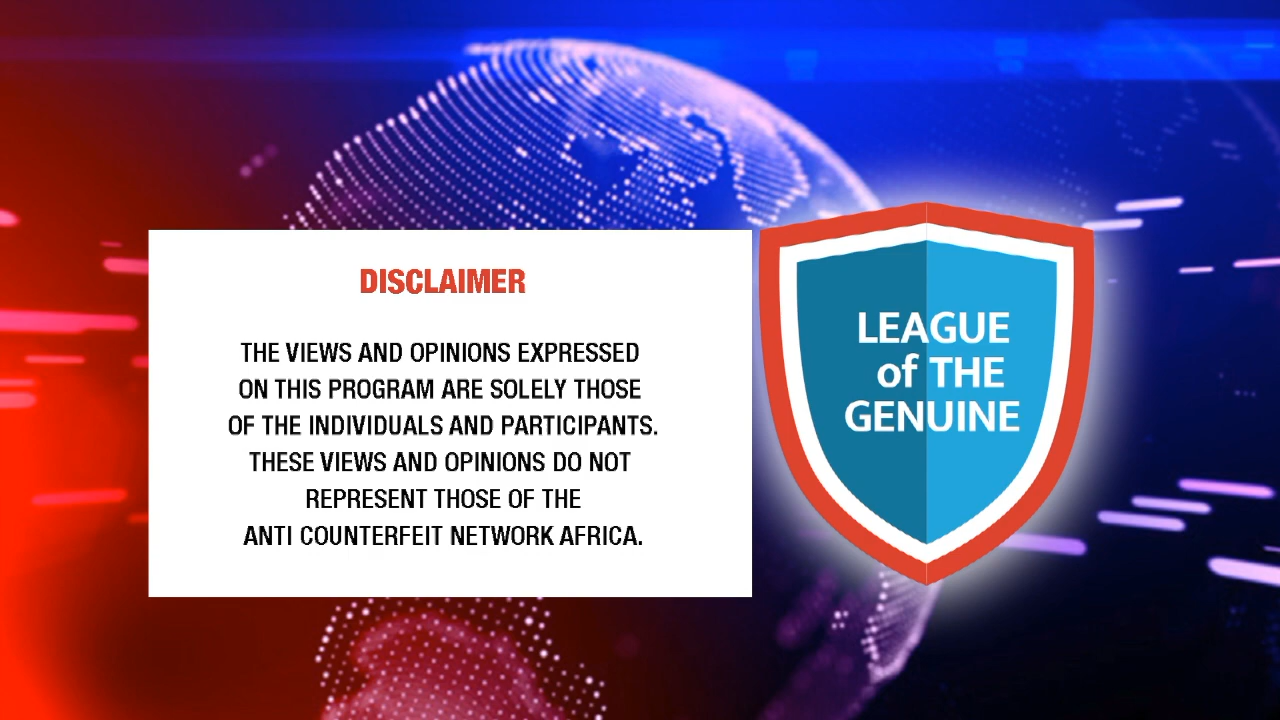 DISCLAIMER
THE VIEWS AND OPINIONS EXPRESSED
ON THIS PROGRAM ARE SOLELY THOSE
OF THE INDIVIDUALS AND PARTICIPANTS.
THESE VIEWS AND OPINIONS DO NOT
REPRESENT THOSE OF THE
ANTI COUNTERFEIT NETWORK AFRICA.
LEAGUE
of THE
GENUINE